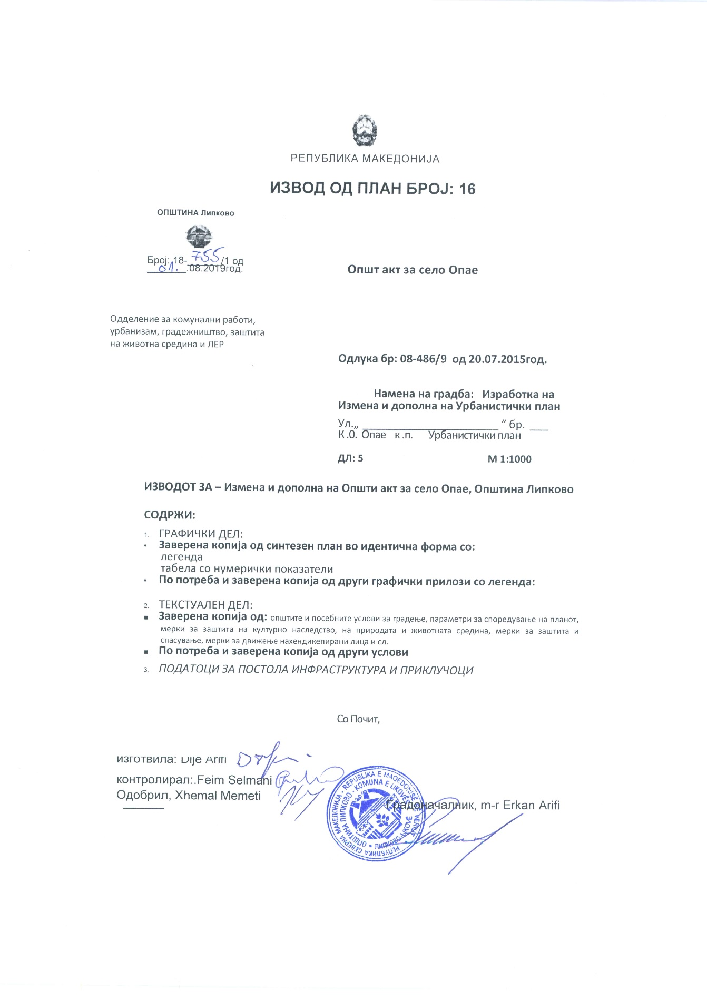 РЕПУБЛИКА МАКЕДОНИЈА
ИЗВОД ОД ПЛАН БРОЈ: 16
ОПШТИНА Липково
Број: 18-755/1 од
01..08.2019год.
Општ акт за село Опае
Одделение за комунални работи,
урбанизам, градежништво, заштита
на животна средина и ЛЕР
Одлука бр: 08-486/9 од 20.07.2015год.
Намена на градба: Изработка на
Измена и дополна на Урбанистички план
Ул.„ ______________________ “ бр. ___
К.О. Опае к.п. Урбанистички план
ДЛ: 5 М 1:1000
ИЗВОДОТ ЗА – Измена и дополна на Општи акт за село Опае, Општина Липково
СОДРЖИ:
1. ГРАФИЧКИ ДЕЛ:
• Заверена копија од синтезен план во идентична форма со:
легенда
табела со нумерички показатели
• По потреба и заверена копија од други графички прилози со легенда:
2. ТЕКСТУАЛЕН ДЕЛ:
▪ Заверена копија од: општите и посебните услови за градење, параметри за споредување на планот,
мерки за заштита на културно наследство, на природата и животната средина, мерки за заштита и
спасување, мерки за движење нахендикепирани лица и сл.
▪ По потреба и заверена копија од други услови
3. ПОДАТОЦИ ЗА ПОСТОЛА ИНФРАСТРУКТУРА И ПРИКЛУЧОЦИ
Со Почит,
изготвила: Dije Arifi
контролирал:.Feim Selmani
Одобрил, Xhemal Memeti
Градоначалник, m-r Erkan Arifi
РЕПУБЛИКА СЕВЕРНА МАКЕДОНИЈА • REPUBLIKA E MAQEDONISË SË VERIUT
ОПШТИНА ЛИПКОВО - KOMUNA E LIKOVËS
ЛИПКОВО-LIKOVË